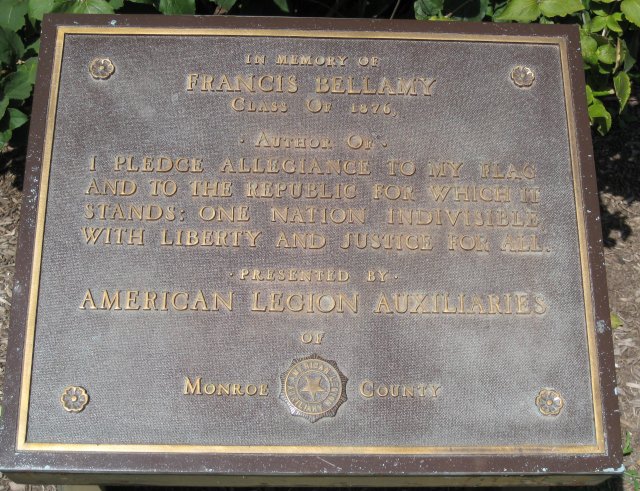 IN MEMORY OF
FRANCIS BELLAMY
CLASS OF 1876,
· AUTHOR OF ·
I PLEDGE ALLEGIANCE TO MY FLAG
AND TO THE REPUBLIC FOR WHICH IT
STANDS: ONE NATION INDIVISIBLE
WITH LIBERTY AND JUSTICE FOR ALL.
· PRESENTED BY ·
AMERICAN LEGION AUXILIARIES
OF
MONROE COUNTY